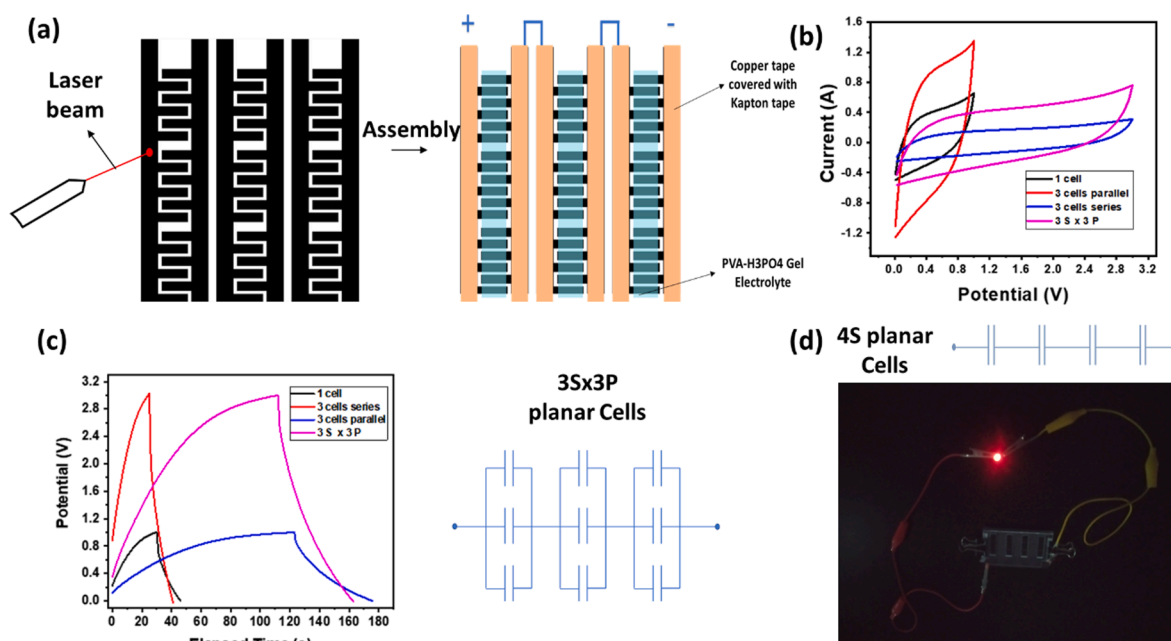 (a)
Laser
beam
Assembly
+
-
Copper tape
covered with
Kapton tape
PVA-H3PO4 Gel
Electrolyte
(b)
Current (A)
1.6
1.2
0.8
0.4
0.0
-0.4
-0.8
-1.2
1 cell
3 cells parallel
3 cells series
3 S x 3 P
0.0 0.4 0.8 1.2 1.6 2.0 2.4 2.8 3.2
Potential (V)
(c)
Potential (V)
3.2
2.8
2.4
2.0
1.6
1.2
0.8
0.4
0.0
1 cell
3 cells series
3 cells parallel
3 S x 3 P
0 20 40 60 80 100 120 140 160 180
Elapsed Time (s)
3Sx3P
planar Cells
(d)
4S planar
Cells